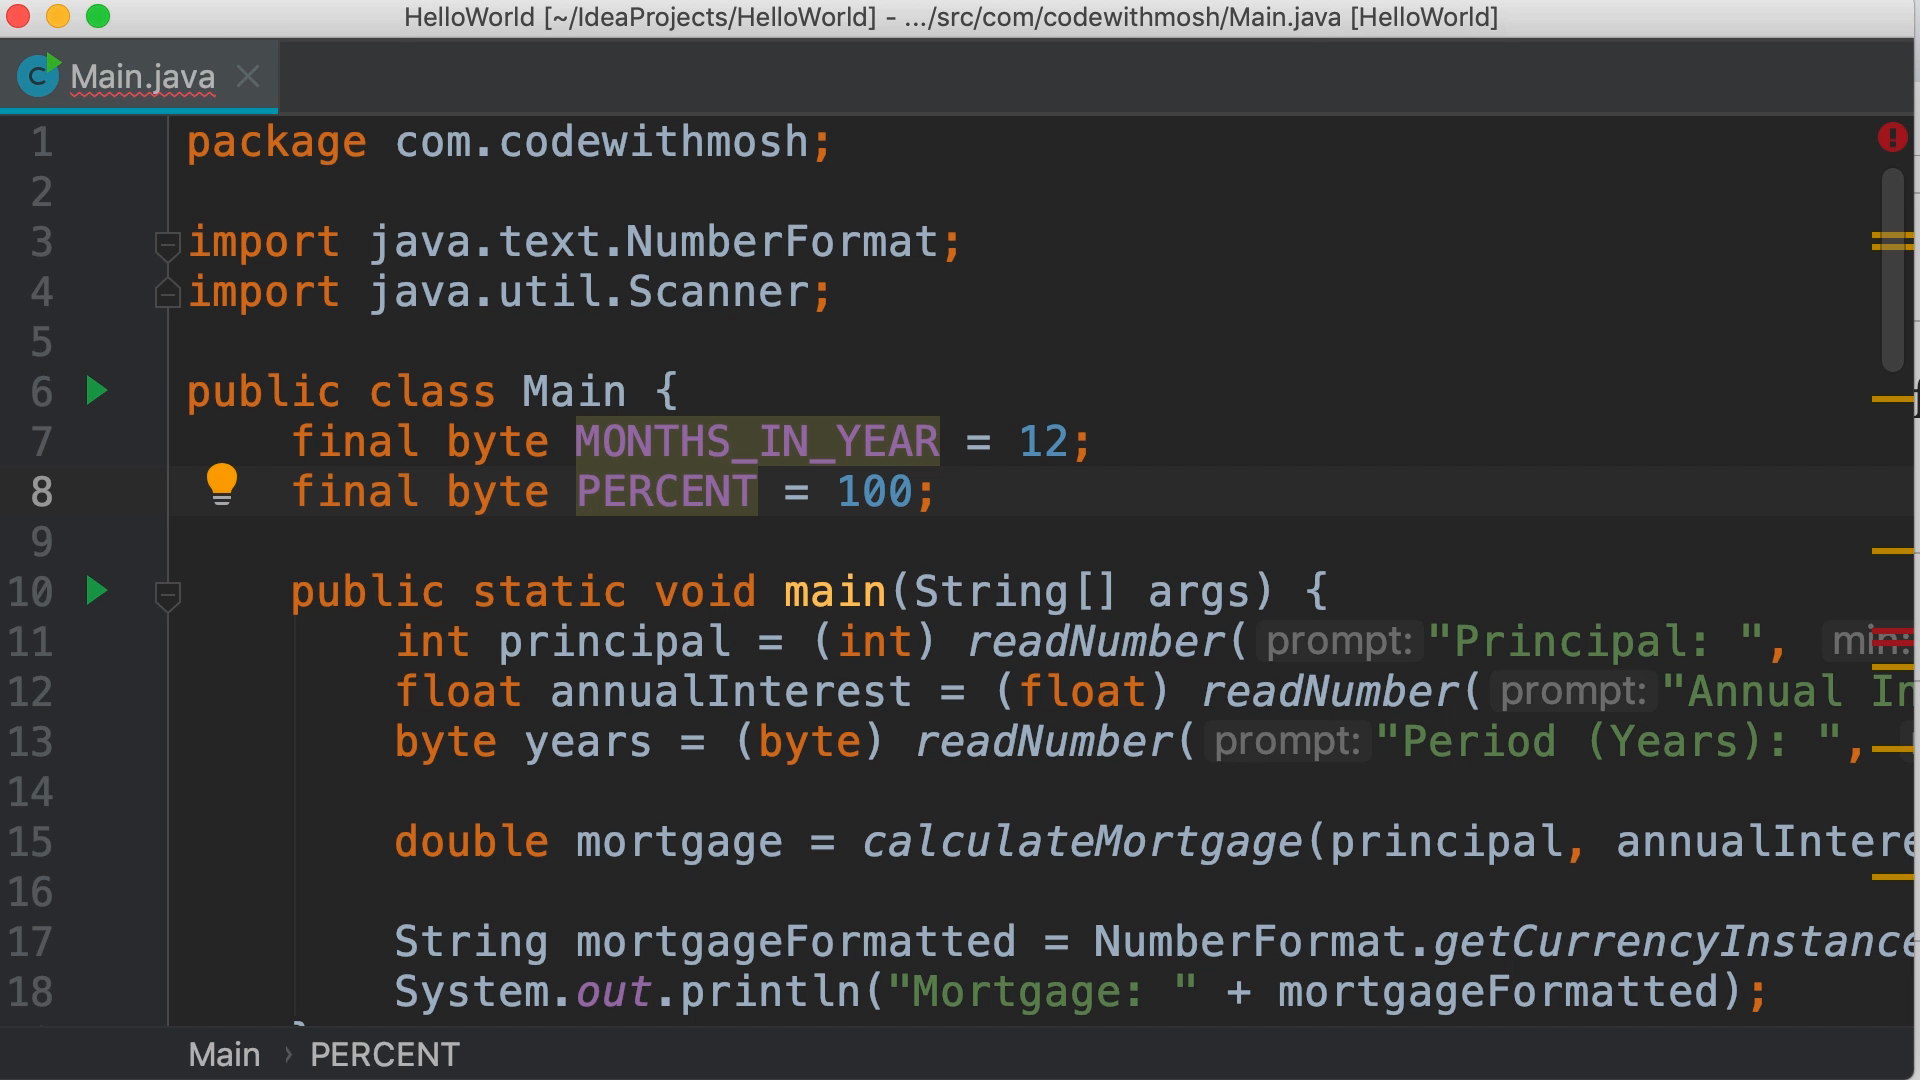 HelloWorld [~/IdeaProjects/HelloWorld] - .../src/com/codewithmosh/Main.java [HelloWorld]
Main.java
1 package com.codewithmosh;
2
3 import java.text.NumberFormat;
4 import java.util.Scanner;
5
6 public class Main {
7 final byte MONTHS_IN_YEAR = 12;
8 final byte PERCENT = 100;
9
10 public static void main(String[] args) {
11 int principal = (int) readNumber( prompt: "Principal: ", min:
12 float annualInterest = (float) readNumber( prompt: "Annual In
13 byte years = (byte) readNumber( prompt: "Period (Years): ",
14
15 double mortgage = calculateMortgage(principal, annualIntere
16
17 String mortgageFormatted = NumberFormat.getCurrencyInstance
18 System.out.println("Mortgage: " + mortgageFormatted);
Main › PERCENT